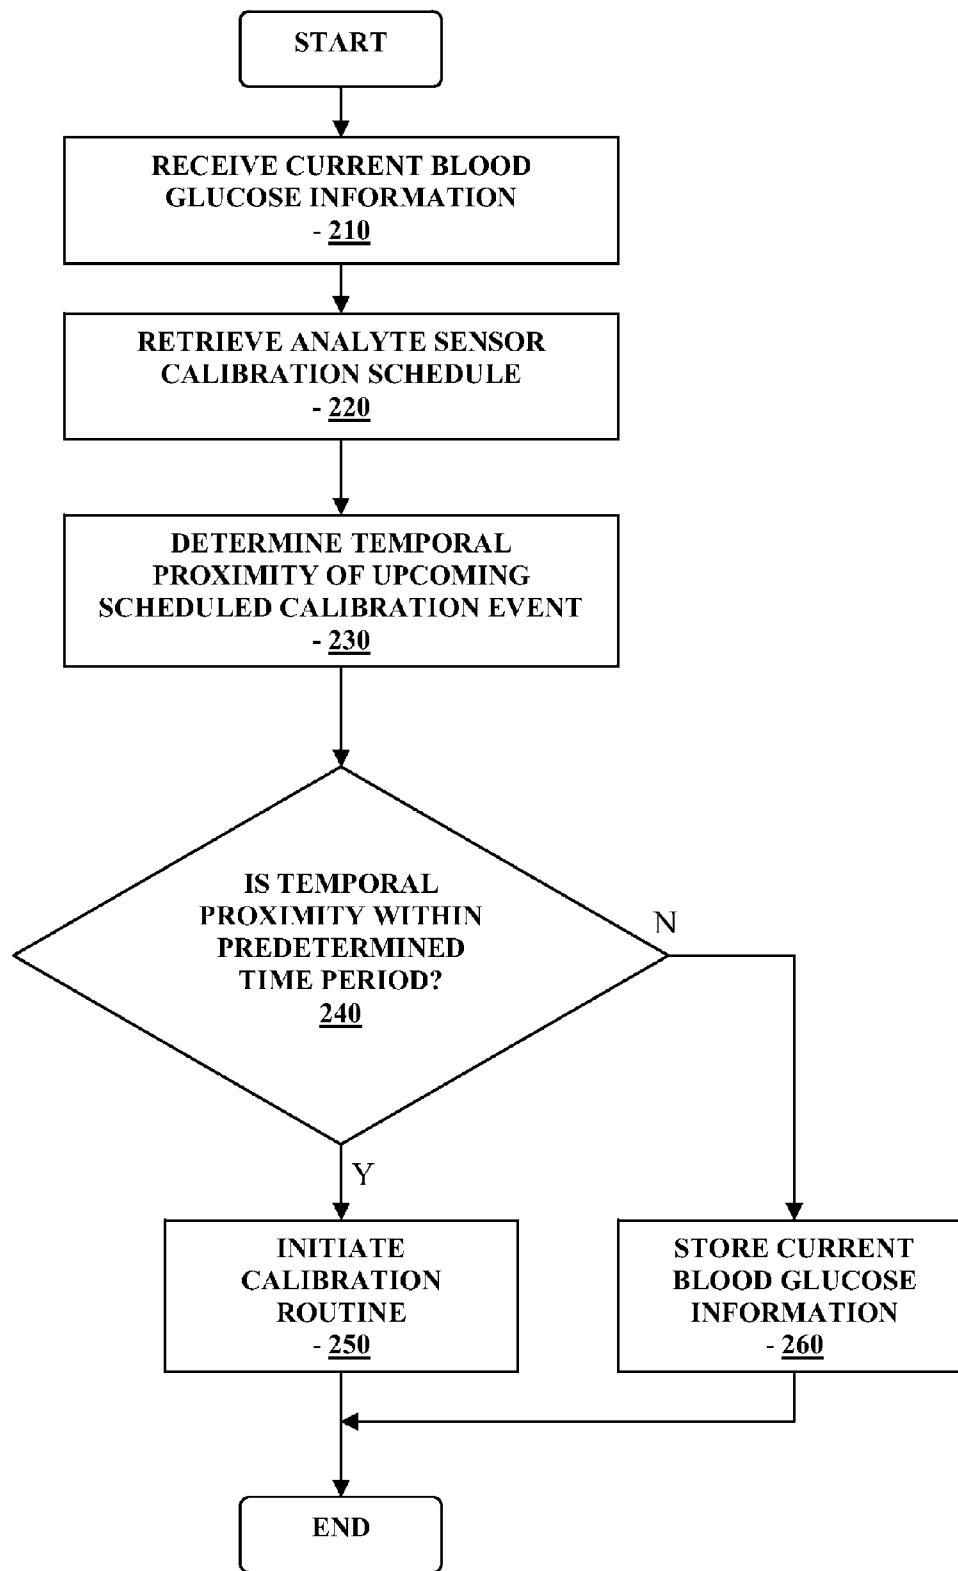 START
RECEIVE CURRENT BLOOD
GLUCOSE INFORMATION
- 210
RETRIEVE ANALYTE SENSOR
CALIBRATION SCHEDULE
- 220
DETERMINE TEMPORAL
PROXIMITY OF UPCOMING
SCHEDULED CALIBRATION EVENT
- 230
IS TEMPORAL
PROXIMITY WITHIN
PREDETERMINED
TIME PERIOD?
240
N
Y
INITIATE
CALIBRATION
ROUTINE
- 250
STORE CURRENT
BLOOD GLUCOSE
INFORMATION
- 260
END